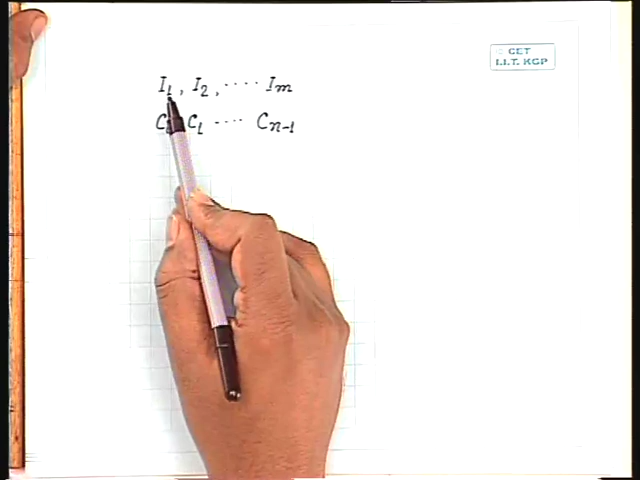 © CET
I.I.T. KGP
I₁, I₂, ···· Iₘ
C₁ ···· Cₙ₋₁